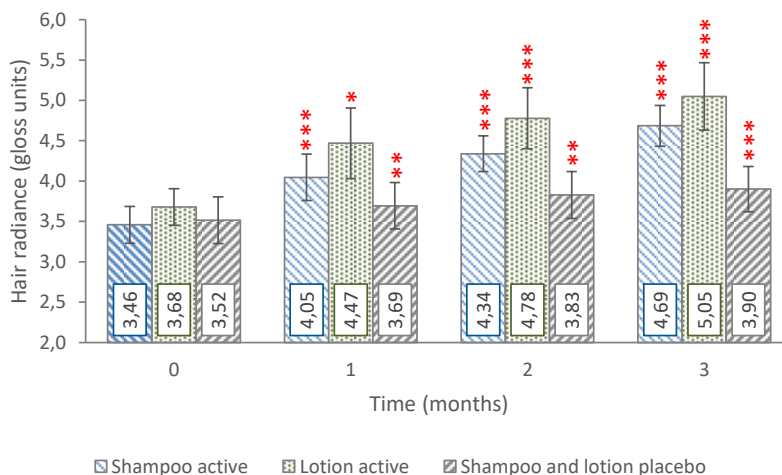 Hair radiance (gloss units)
6,0
5,5
5,0
4,5
4,0
3,5
3,0
2,5
2,0
*** * **
*** *** **
*** *** ***
3,46 3,68 3,52
4,05 4,47 3,69
4,34 4,78 3,83
4,69 5,05 3,90
0 1 2 3
Time (months)
Shampoo active Lotion active Shampoo and lotion placebo